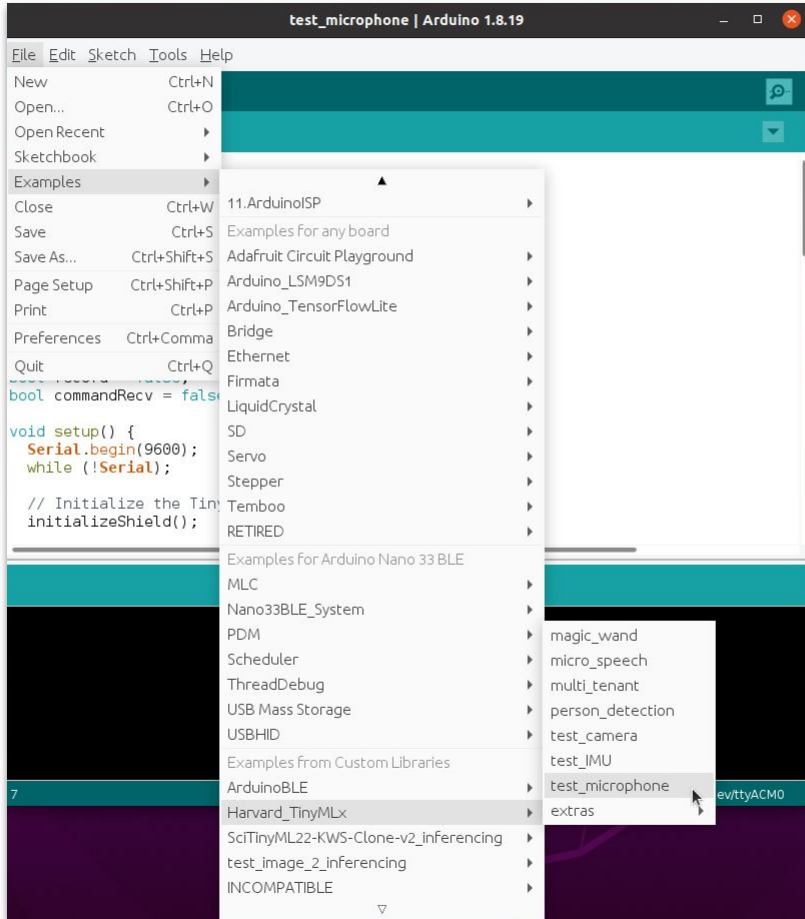 test_microphone | Arduino 1.8.19
File Edit Sketch Tools Help
New Ctrl+N
Open... Ctrl+O
Open Recent
Sketchbook
Examples
Close Ctrl+W
Save Ctrl+S
Save As... Ctrl+Shift+S
Page Setup Ctrl+Shift+P
Print Ctrl+P
Preferences Ctrl+Comma
Quit Ctrl+Q
11.ArduinoISP
Examples for any board
Adafruit Circuit Playground
Arduino_LSM9DS1
Arduino_TensorFlowLite
Bridge
Ethernet
Firmata
LiquidCrystal
SD
Servo
Stepper
Temboo
RETIRED
Examples for Arduino Nano 33 BLE
MLC
Nano33BLE_System
PDM
Scheduler
ThreadDebug
USB Mass Storage
USBHID
Examples from Custom Libraries
ArduinoBLE
Harvard_TinyMLx
SciTinyML22-KWS-Clone-v2_inferencing
test_image_2_inferencing
INCOMPATIBLE
magic_wand
micro_speech
multi_tenant
person_detection
test_camera
test_IMU
test_microphone
extras
bool commandRecv = false
void setup() {
Serial.begin(9600);
while (!Serial);
// Initialize the Tiny
initializeShield();
7 ev/ttyACM0